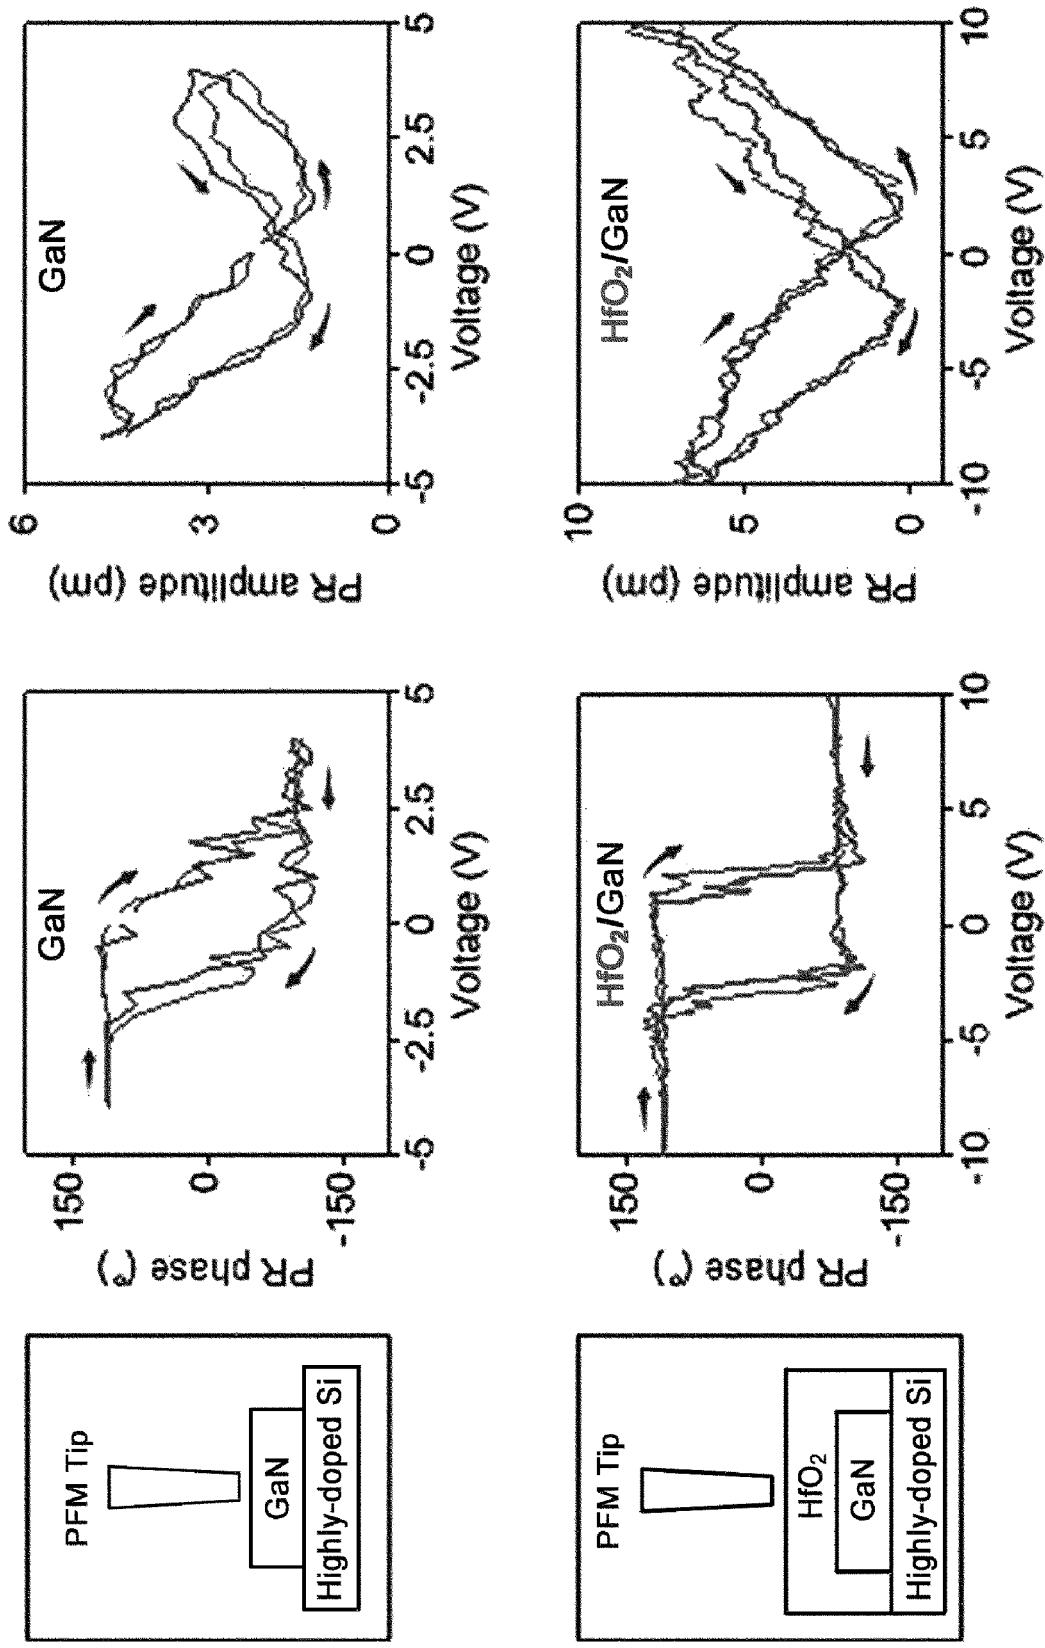 PFM Tip
GaN
Highly-doped Si
GaN
PR phase (°)
150
0
-150
-5
-2.5
0
2.5
5
Voltage (V)
GaN
PR amplitude (pm)
6
3
0
-5
-2.5
0
2.5
5
Voltage (V)
PFM Tip
HfO₂
GaN
Highly-doped Si
HfO₂/GaN
PR phase (°)
150
0
-150
-10
-5
0
5
10
Voltage (V)
HfO₂/GaN
PR amplitude (pm)
10
5
0
-10
-5
0
5
10
Voltage (V)